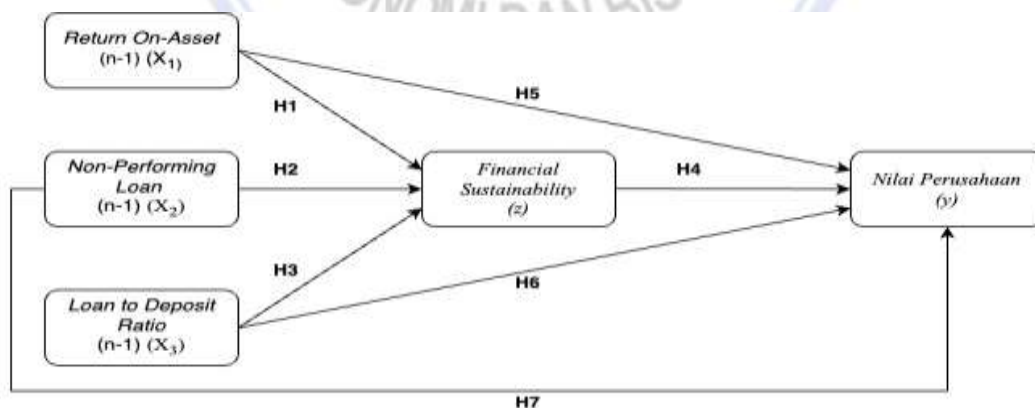 Return On-Asset
(n-1) (X₁)
H1
H5
Non-Performing
Loan
(n-1) (X₂)
H2
Financial
Sustainability
(z)
H4
Nilai Perusahaan
(y)
H3
H6
Loan to Deposit
Ratio
(n-1) (X₃)
H7